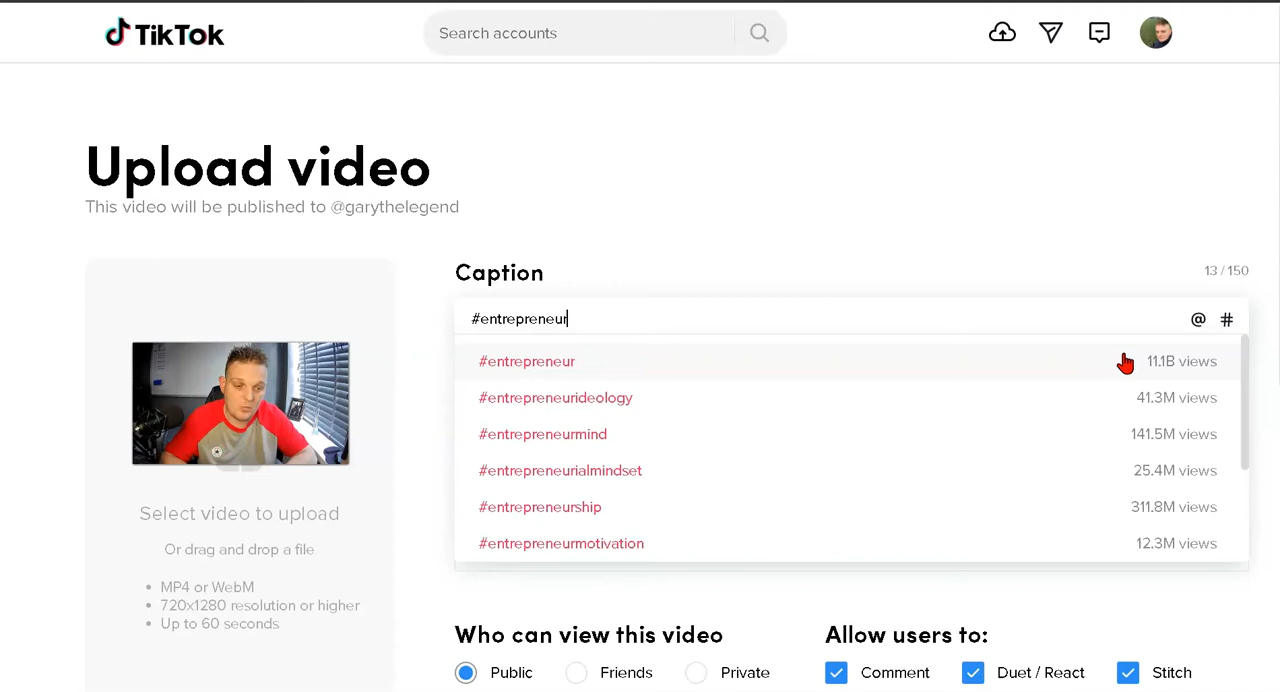 TikTok
Search accounts
Upload video
This video will be published to @garythelegend
Caption
13 / 150
#entrepreneur
@ #
#entrepreneur 11.1B views
#entrepreneurideology 41.3M views
#entrepreneurmind 141.5M views
#entrepreneurialmindset 25.4M views
#entrepreneurship 311.8M views
#entrepreneurmotivation 12.3M views
Select video to upload
Or drag and drop a file
• MP4 or WebM
• 720x1280 resolution or higher
• Up to 60 seconds
Who can view this video
Public Friends Private
Allow users to:
Comment Duet / React Stitch